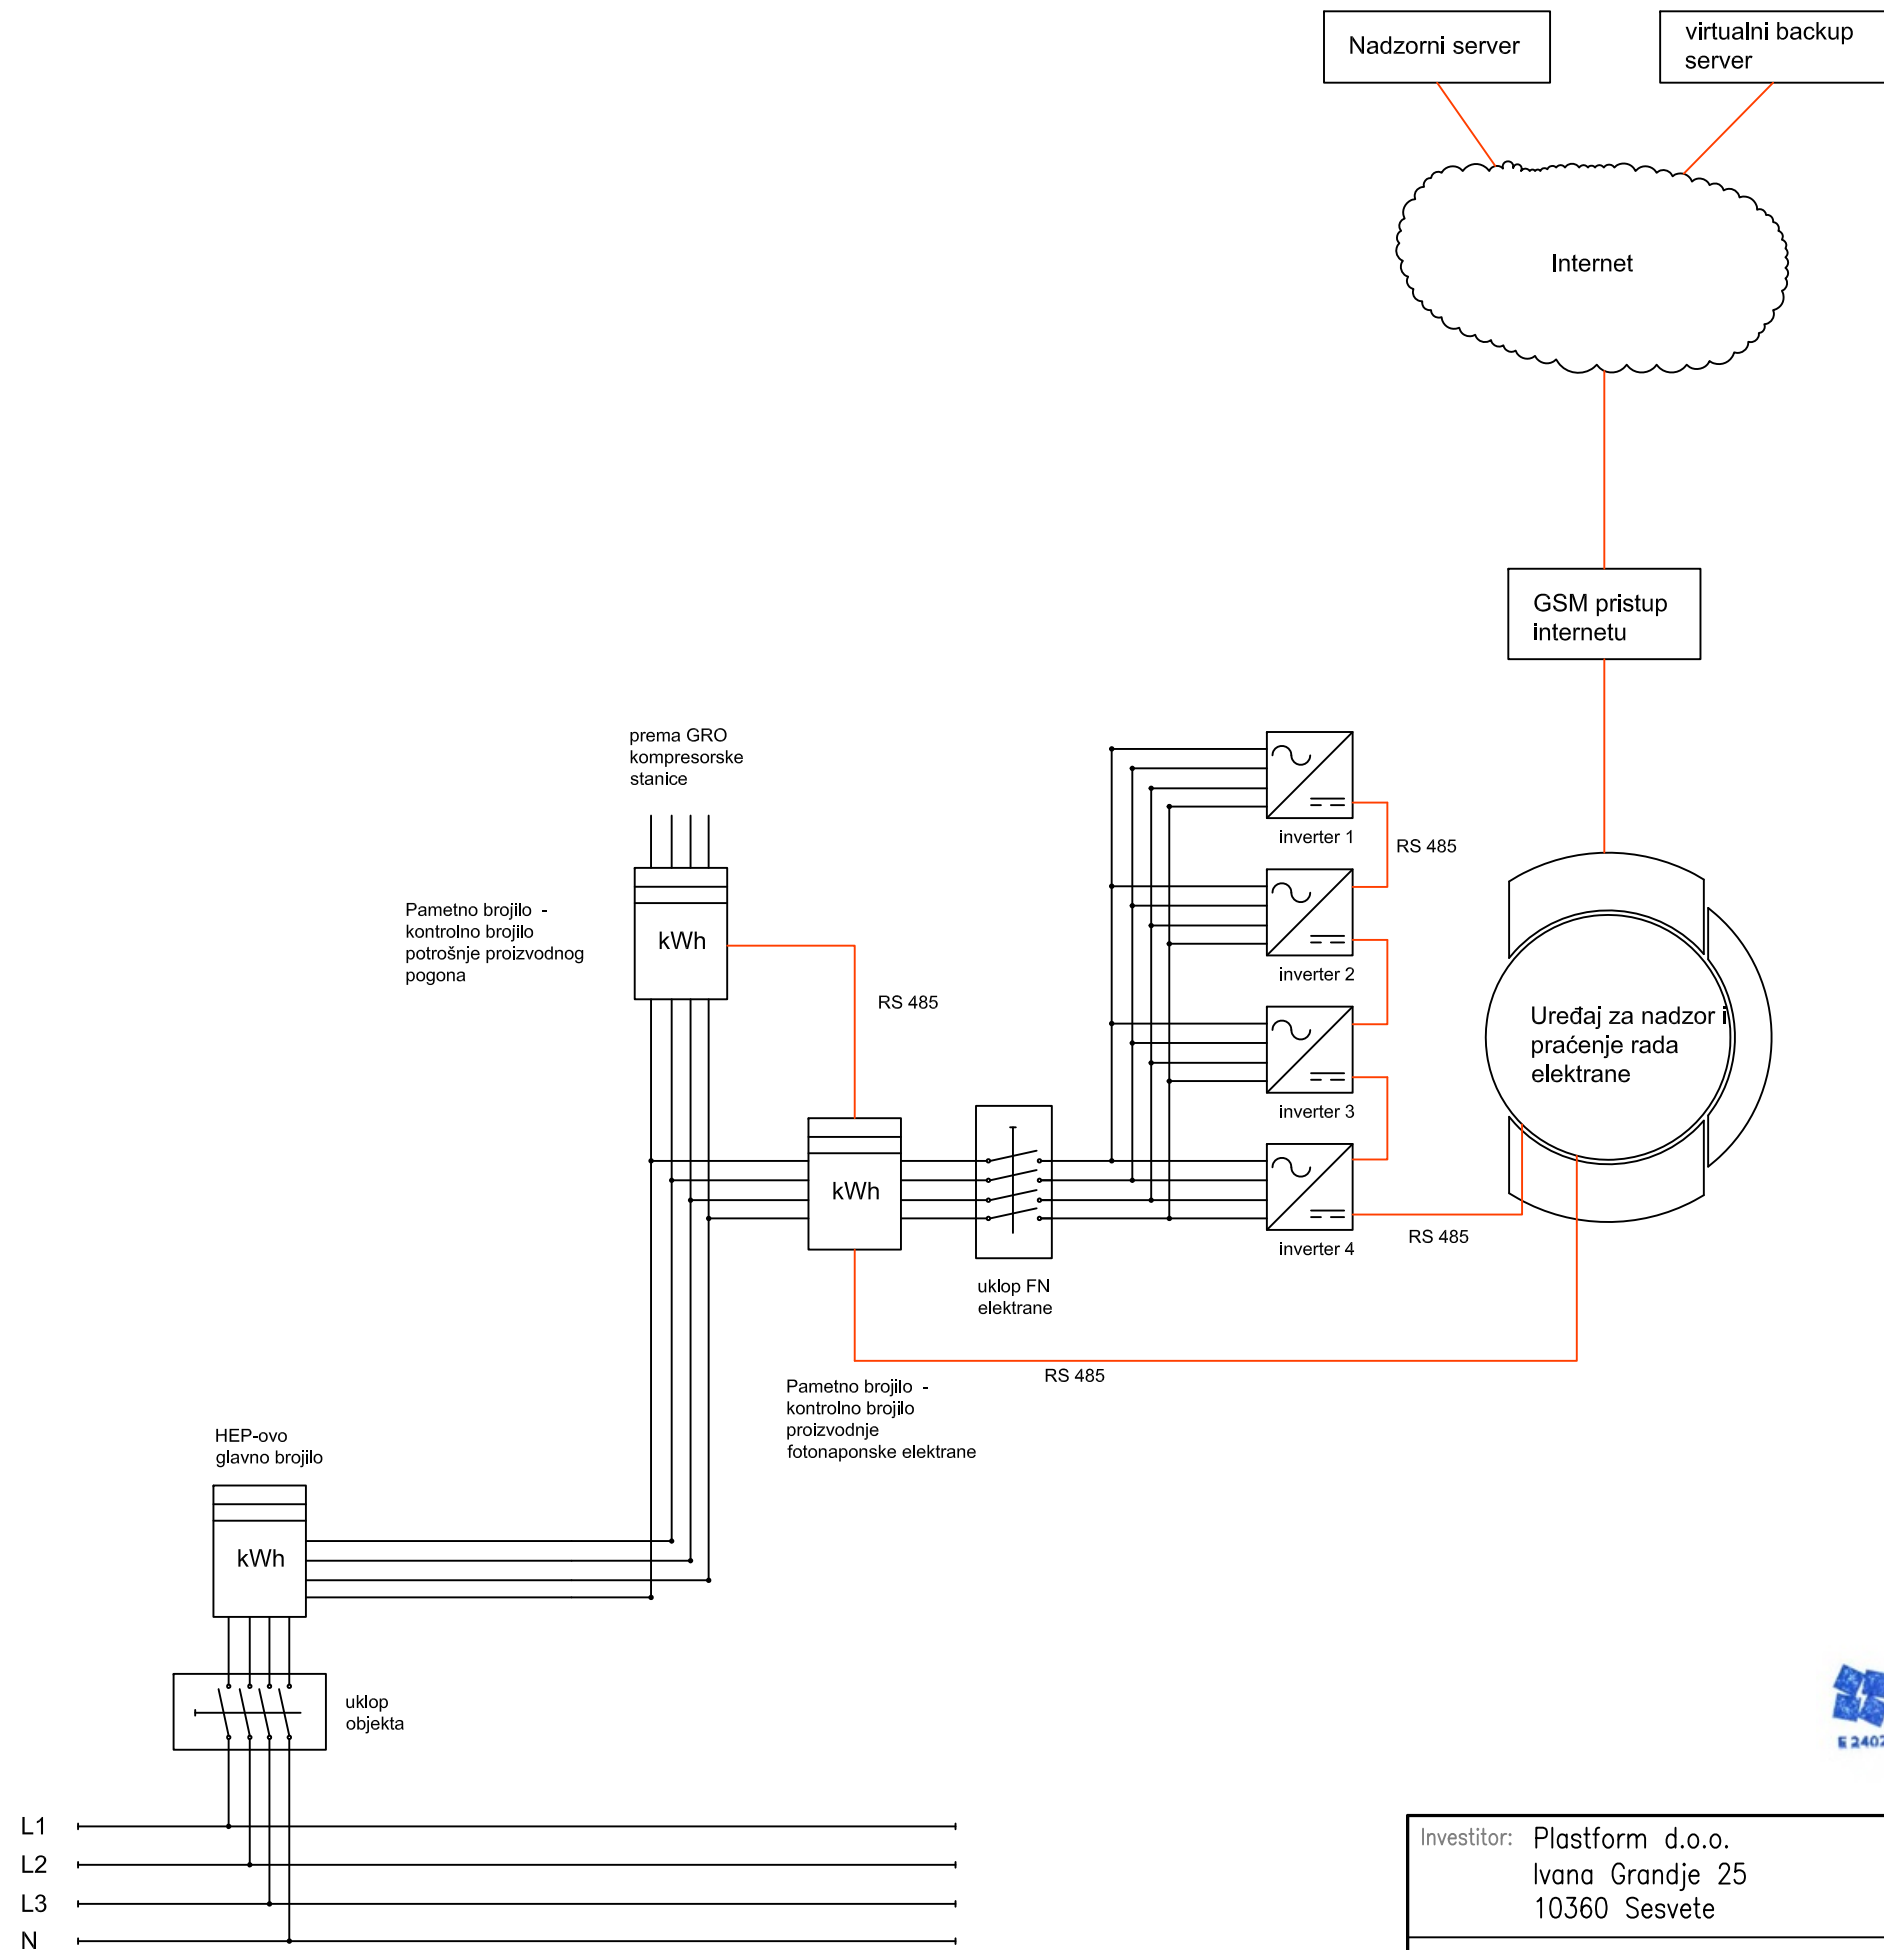 Nadzorni server
virtualni backup
server
Internet
GSM pristup
internetu
prema GRO
kompresorske
stanice
inverter 1
RS 485
Pametno brojilo -
kontrolno brojilo
potrošnje proizvodnog
pogona
kWh
RS 485
inverter 2
Uređaj za nadzor i
praćenje rada
elektrane
inverter 3
kWh
inverter 4
RS 485
uklop FN
elektrane
RS 485
Pametno brojilo -
kontrolno brojilo
proizvodnje
fotonaponske elektrane
HEP-ovo
glavno brojilo
kWh
uklop
objekta
E 2402
L1
L2
L3
N
Investitor: Plastform d.o.o.
Ivana Grandje 25
10360 Sesvete